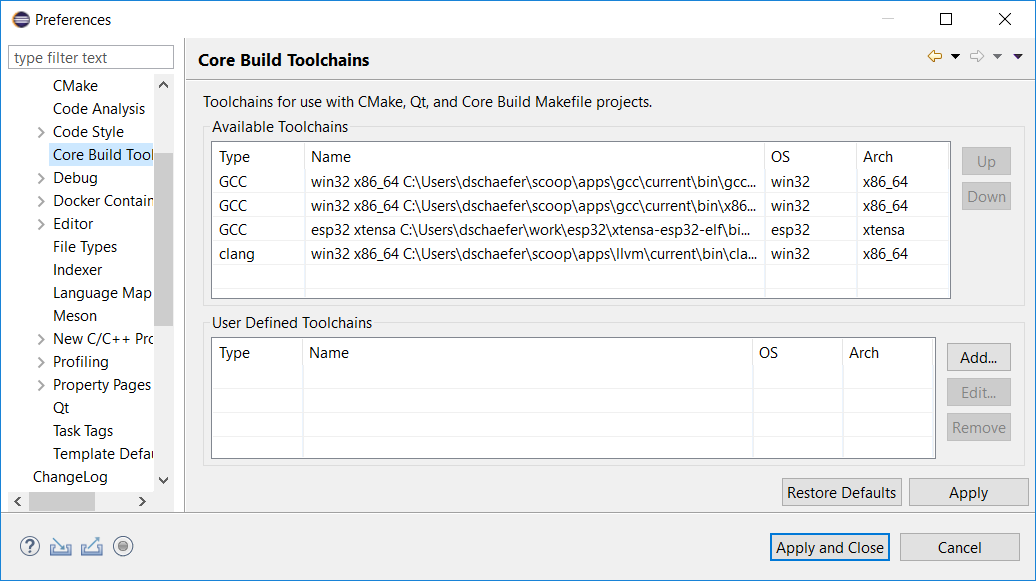 Preferences
type filter text
CMake
Code Analysis
Code Style
Core Build Tool
Debug
Docker Contain
Editor
File Types
Indexer
Language Map
Meson
New C/C++ Pro
Profiling
Property Pages
Qt
Task Tags
Template Defau
ChangeLog
Core Build Toolchains
Toolchains for use with CMake, Qt, and Core Build Makefile projects.
Available Toolchains
Type Name OS Arch
GCC win32 x86_64 C:\Users\dschaefer\scoop\apps\gcc\current\bin\gcc... win32 x86_64
GCC win32 x86_64 C:\Users\dschaefer\scoop\apps\gcc\current\bin\x86... win32 x86_64
GCC esp32 xtensa C:\Users\dschaefer\work\esp32\xtensa-esp32-elf\bi... esp32 xtensa
clang win32 x86_64 C:\Users\dschaefer\scoop\apps\llvm\current\bin\cla... win32 x86_64
Up
Down
User Defined Toolchains
Type Name OS Arch
Add...
Edit...
Remove
Restore Defaults Apply
Apply and Close Cancel